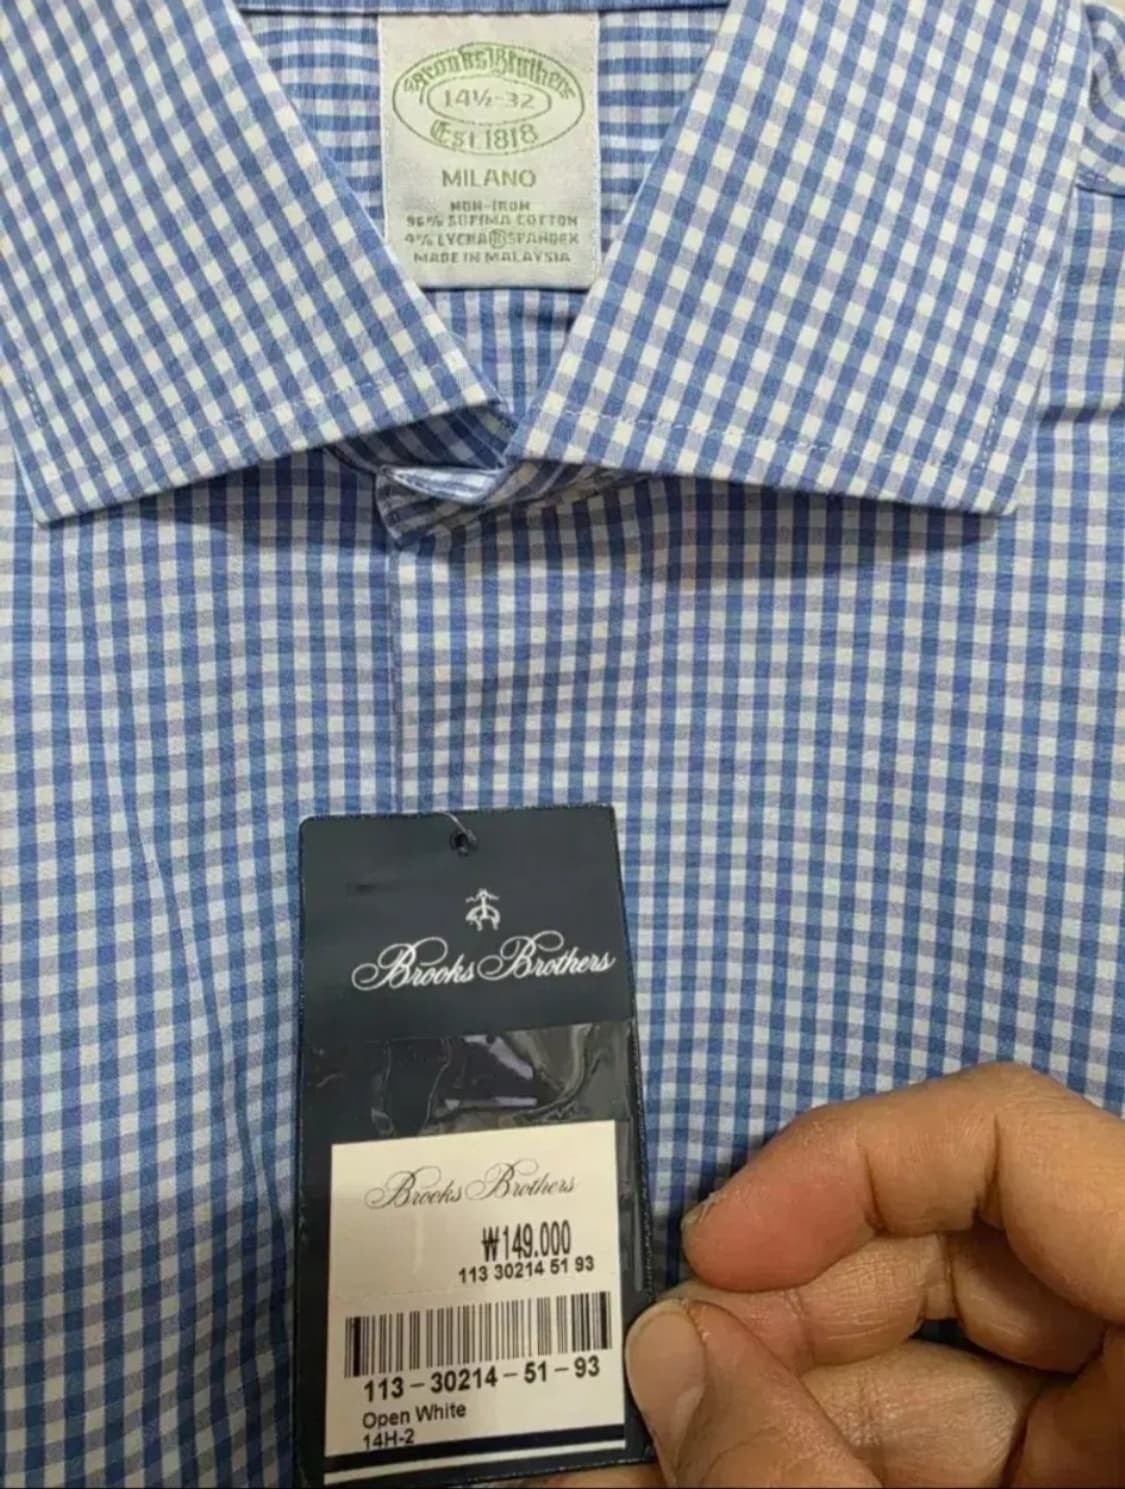 Brooks Brothers
14½-32
Est. 1818
MILANO
NON-IRON
96% SUPIMA COTTON
4% LYCRA® SPANDEX
MADE IN MALAYSIA
Brooks Brothers
Brooks Brothers
₩149.000
113 30214 51 93
113-30214-51-93
Open White
14H-2